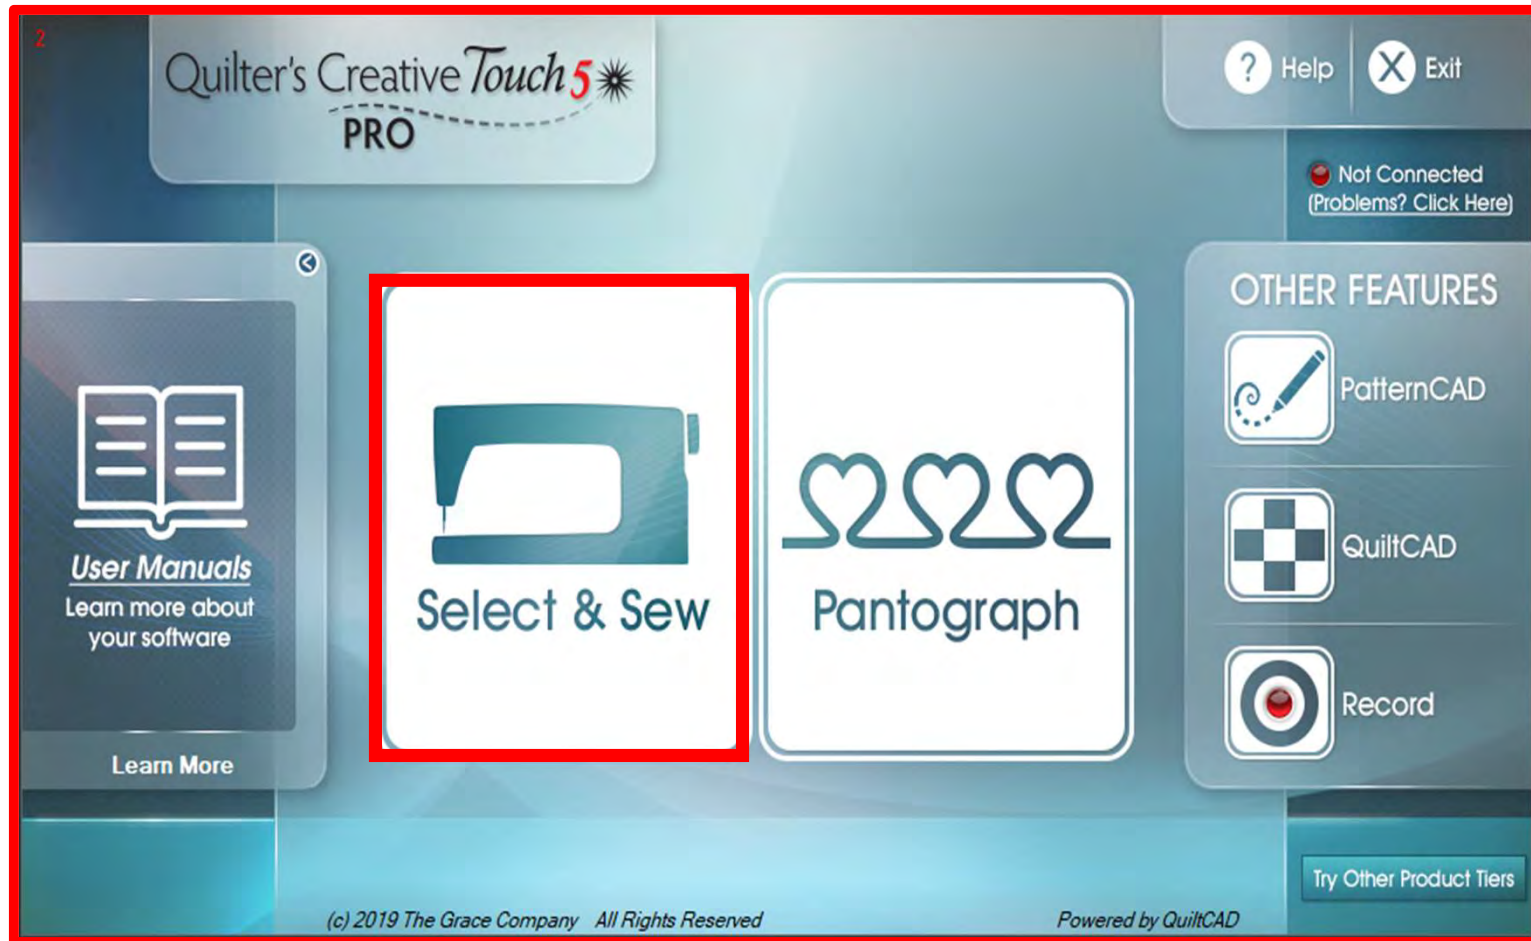 2
Quilter's Creative Touch 5
PRO
? Help
X Exit
Not Connected
(Problems? Click Here)
User Manuals
Learn more about
your software
Learn More
Select & Sew
Pantograph
OTHER FEATURES
PatternCAD
QuiltCAD
Record
Try Other Product Tiers
(c) 2019 The Grace Company All Rights Reserved
Powered by QuiltCAD